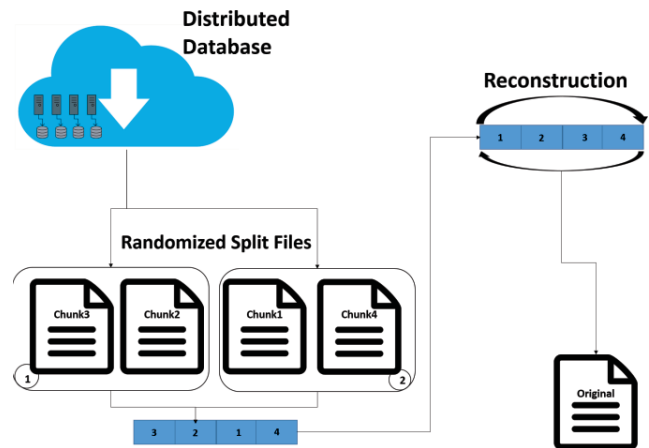 Distributed
Database
Reconstruction
1 2 3 4
Randomized Split Files
Chunk3 Chunk2 Chunk1 Chunk4
1 2
3 2 1 4
Original